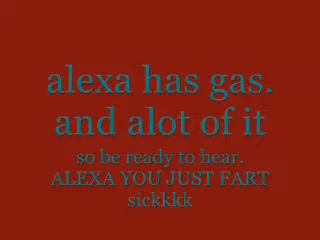 alexa has gas.
and alot of it
so be ready to hear.
ALEXA YOU JUST FART
sickkkk